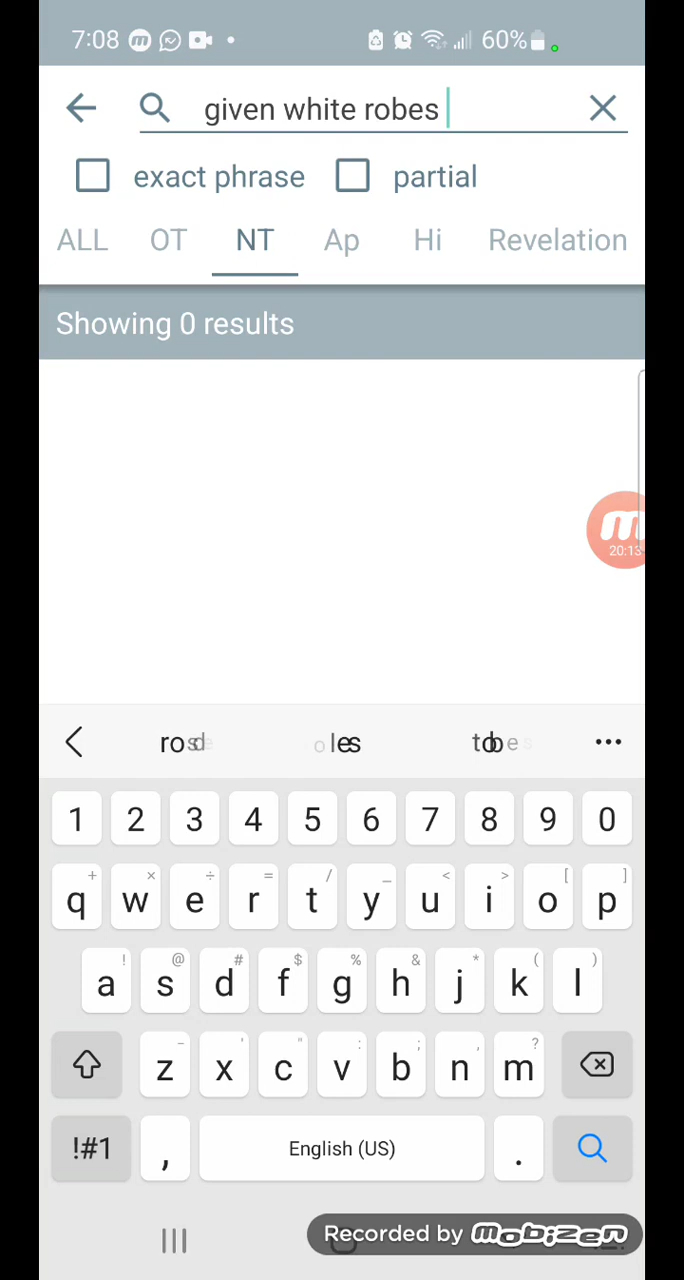 7:08 60%
given white robes
exact phrase partial
ALL OT NT Ap Hi Revelation
Showing 0 results
20:13
1 2 3 4 5 6 7 8 9 0
+ × ÷ = / _ < > [ ]
q w e r t y u i o p
! @ # $ % & * ( )
a s d f g h j k l
- ' " : ; , ?
z x c v b n m
!#1 , English (US) .
Recorded by mobizen